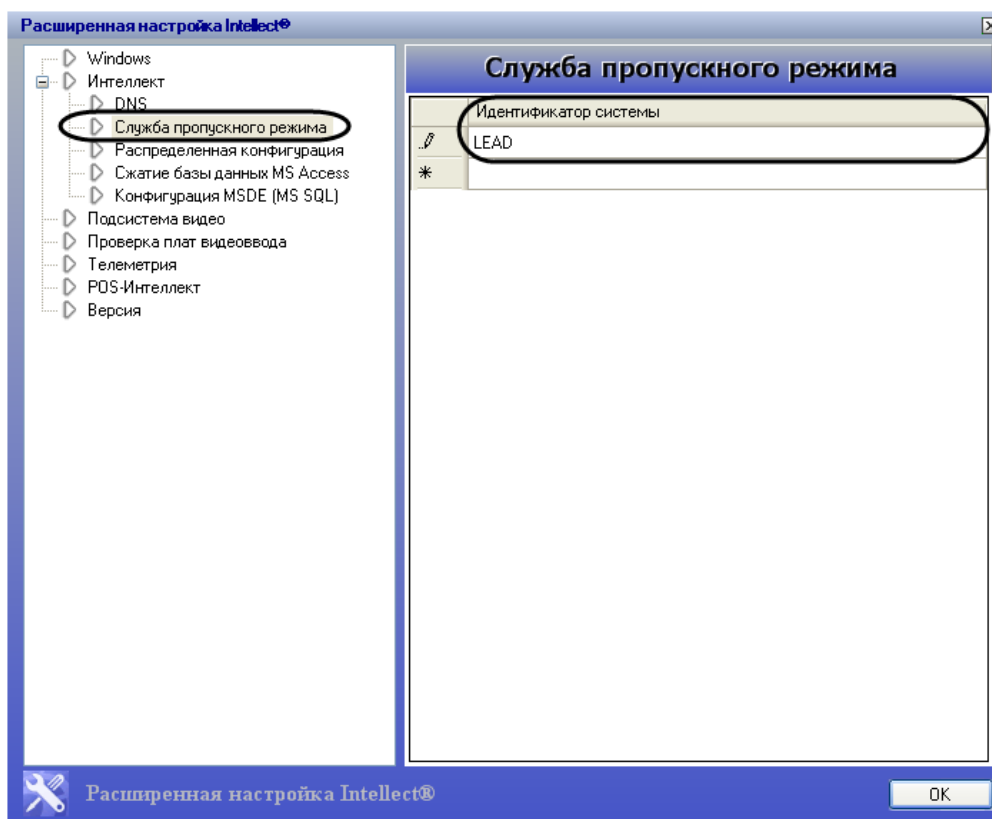 Расширенная настройка Intellect®
Windows
Интеллект
DNS
Служба пропускного режима
Распределенная конфигурация
Сжатие базы данных MS Access
Конфигурация MSDE (MS SQL)
Подсистема видео
Проверка плат видеоввода
Телеметрия
POS-Интеллект
Версия
Служба пропускного режима
Идентификатор системы
LEAD
Расширенная настройка Intellect®
OK